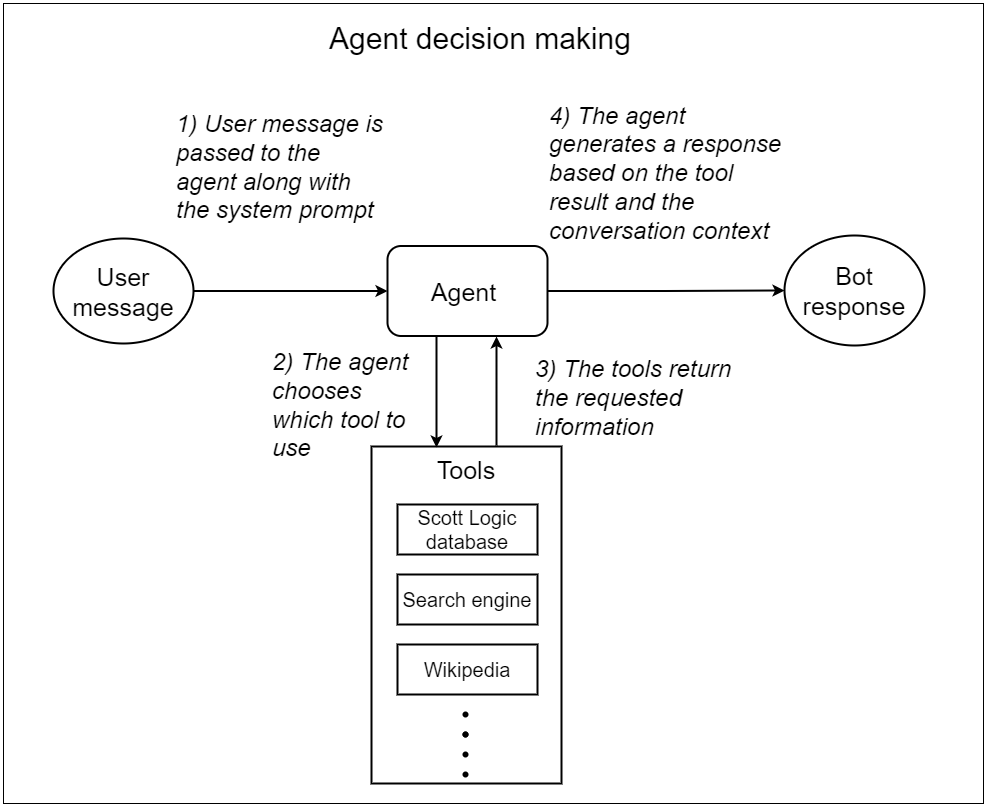 Agent decision making
1) User message is
passed to the
agent along with
the system prompt
4) The agent
generates a response
based on the tool
result and the
conversation context
User
message
Agent
Bot
response
2) The agent
chooses
which tool to
use
3) The tools return
the requested
information
Tools
Scott Logic
database
Search engine
Wikipedia